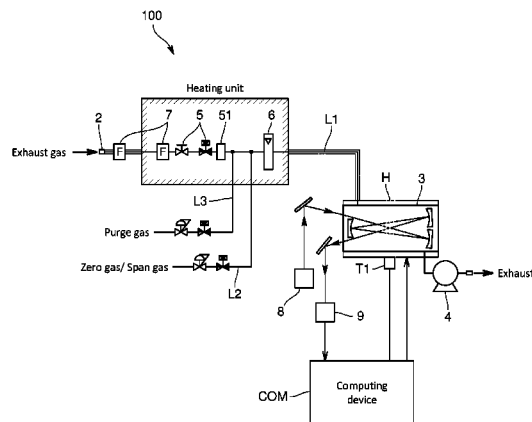 100
Heating unit
2
7
5
51
6
L1
Exhaust gas
F
F
H
3
L3
Purge gas
Zero gas/ Span gas
L2
T1
Exhaust
8
9
4
COM
Computing
device